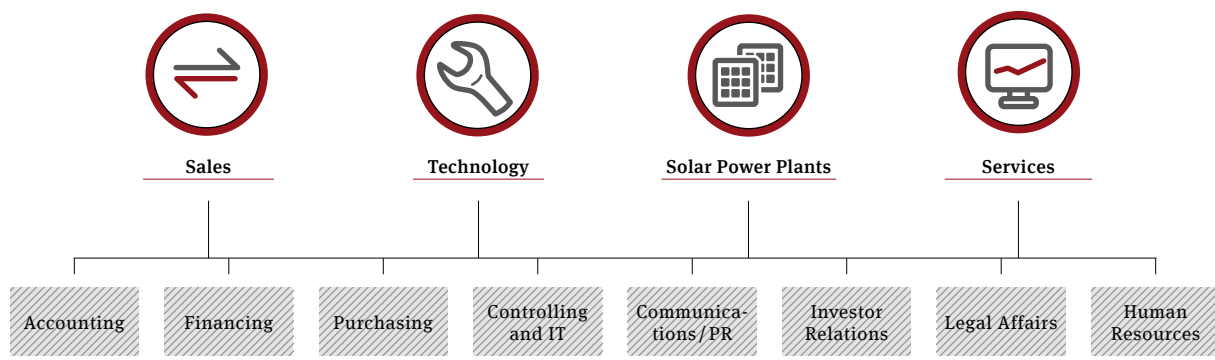 Sales
Technology
Solar Power Plants
Services
Accounting
Financing
Purchasing
Controlling
and IT
Communica-
tions / PR
Investor
Relations
Legal Affairs
Human
Resources